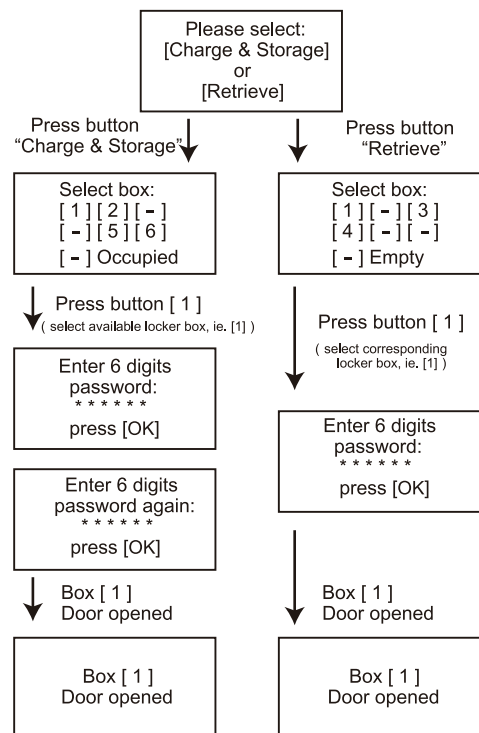 Please select:
[Charge & Storage]
or
[Retrieve]
Press button
“Charge & Storage”
Press button
“Retrieve”
Select box:
[ 1 ] [ 2 ] [ - ]
[ - ] [ 5 ] [ 6 ]
[ - ] Occupied
Select box:
[ 1 ] [ - ] [ 3 ]
[ 4 ] [ - ] [ - ]
[ - ] Empty
Press button [ 1 ]
( select available locker box, ie. [1] )
Press button [ 1 ]
( select corresponding
locker box, ie. [1] )
Enter 6 digits
password:
* * * * * *
press [OK]
Enter 6 digits
password:
* * * * * *
press [OK]
Enter 6 digits
password again:
* * * * * *
press [OK]
Box [ 1 ]
Door opened
Box [ 1 ]
Door opened
Box [ 1 ]
Door opened
Box [ 1 ]
Door opened